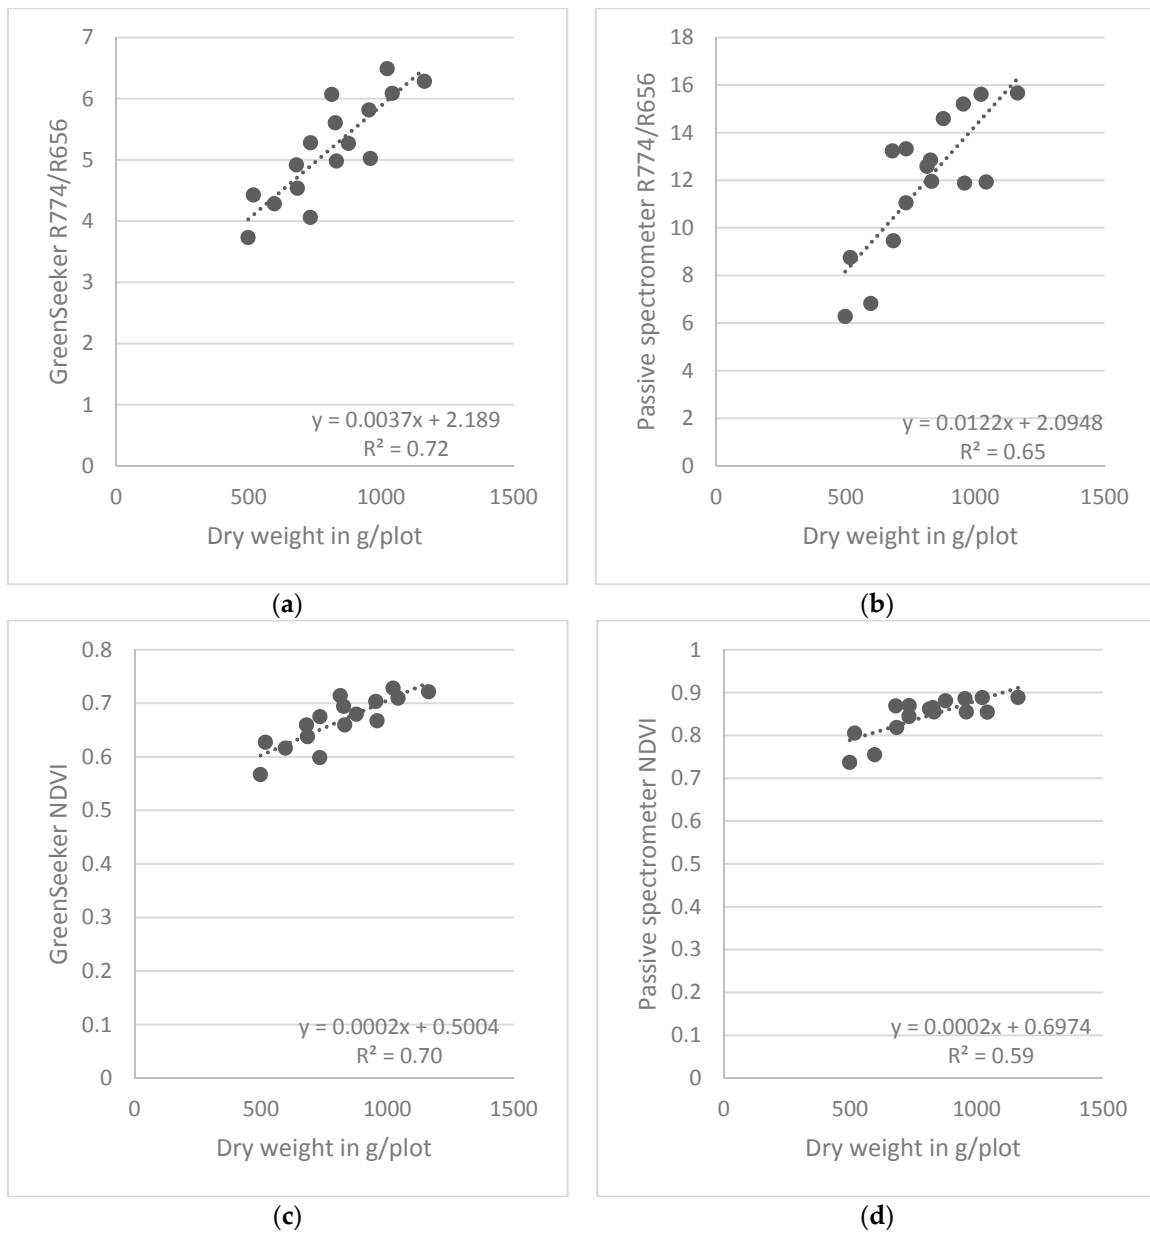 7
6
5
4
3
2
1
0
GreenSeeker R774/R656
y = 0.0037x + 2.189
R² = 0.72
0 500 1000 1500
Dry weight in g/plot
(a)
18
16
14
12
10
8
6
4
2
0
Passive spectrometer R774/R656
y = 0.0122x + 2.0948
R² = 0.65
0 500 1000 1500
Dry weight in g/plot
(b)
0.8
0.7
0.6
0.5
0.4
0.3
0.2
0.1
0
GreenSeeker NDVI
y = 0.0002x + 0.5004
R² = 0.70
0 500 1000 1500
Dry weight in g/plot
(c)
1
0.9
0.8
0.7
0.6
0.5
0.4
0.3
0.2
0.1
0
Passive spectrometer NDVI
y = 0.0002x + 0.6974
R² = 0.59
0 500 1000 1500
Dry weight in g/plot
(d)